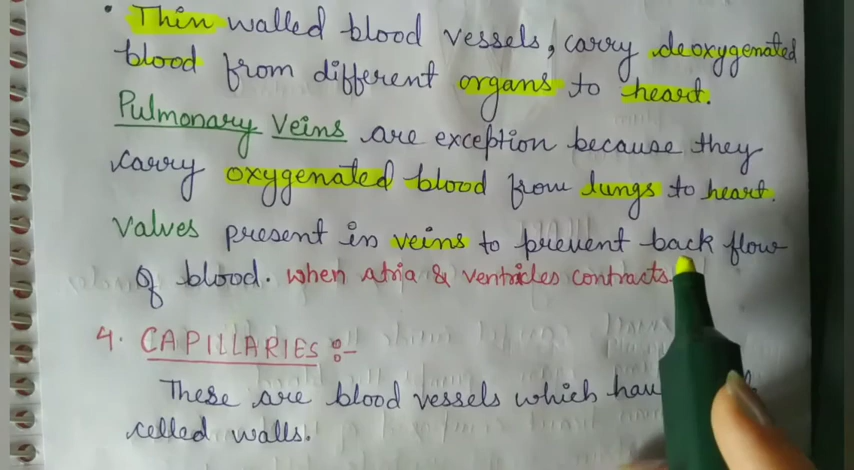 • Thin walled blood vessels, carry deoxygenated
blood from different organs to heart.
Pulmonary Veins are exception because they
carry oxygenated blood from lungs to heart.
Valves present in veins to prevent back flow
of blood. when atria & ventricles contracts.
4. CAPILLARIES :-
These are blood vessels which hav
celled walls.